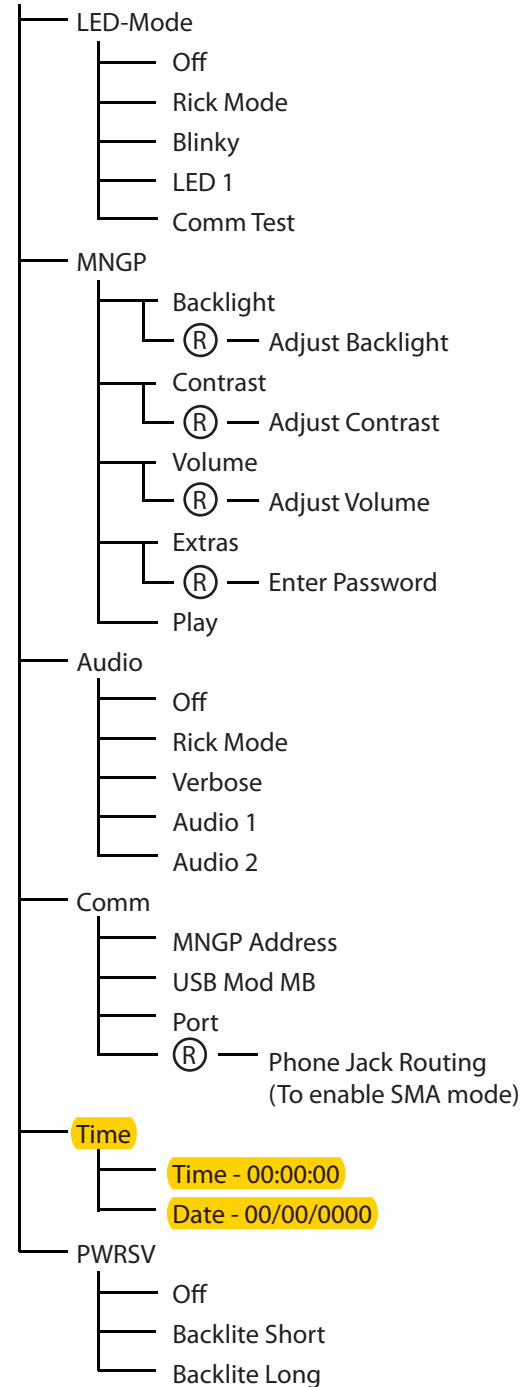 LED-Mode
Off
Rick Mode
Blinky
LED 1
Comm Test
MNGP
Backlight
R Adjust Backlight
Contrast
R Adjust Contrast
Volume
R Adjust Volume
Extras
R Enter Password
Play
Audio
Off
Rick Mode
Verbose
Audio 1
Audio 2
Comm
MNGP Address
USB Mod MB
Port
R Phone Jack Routing
(To enable SMA mode)
Time
Time - 00:00:00
Date - 00/00/0000
PWRSV
Off
Backlite Short
Backlite Long